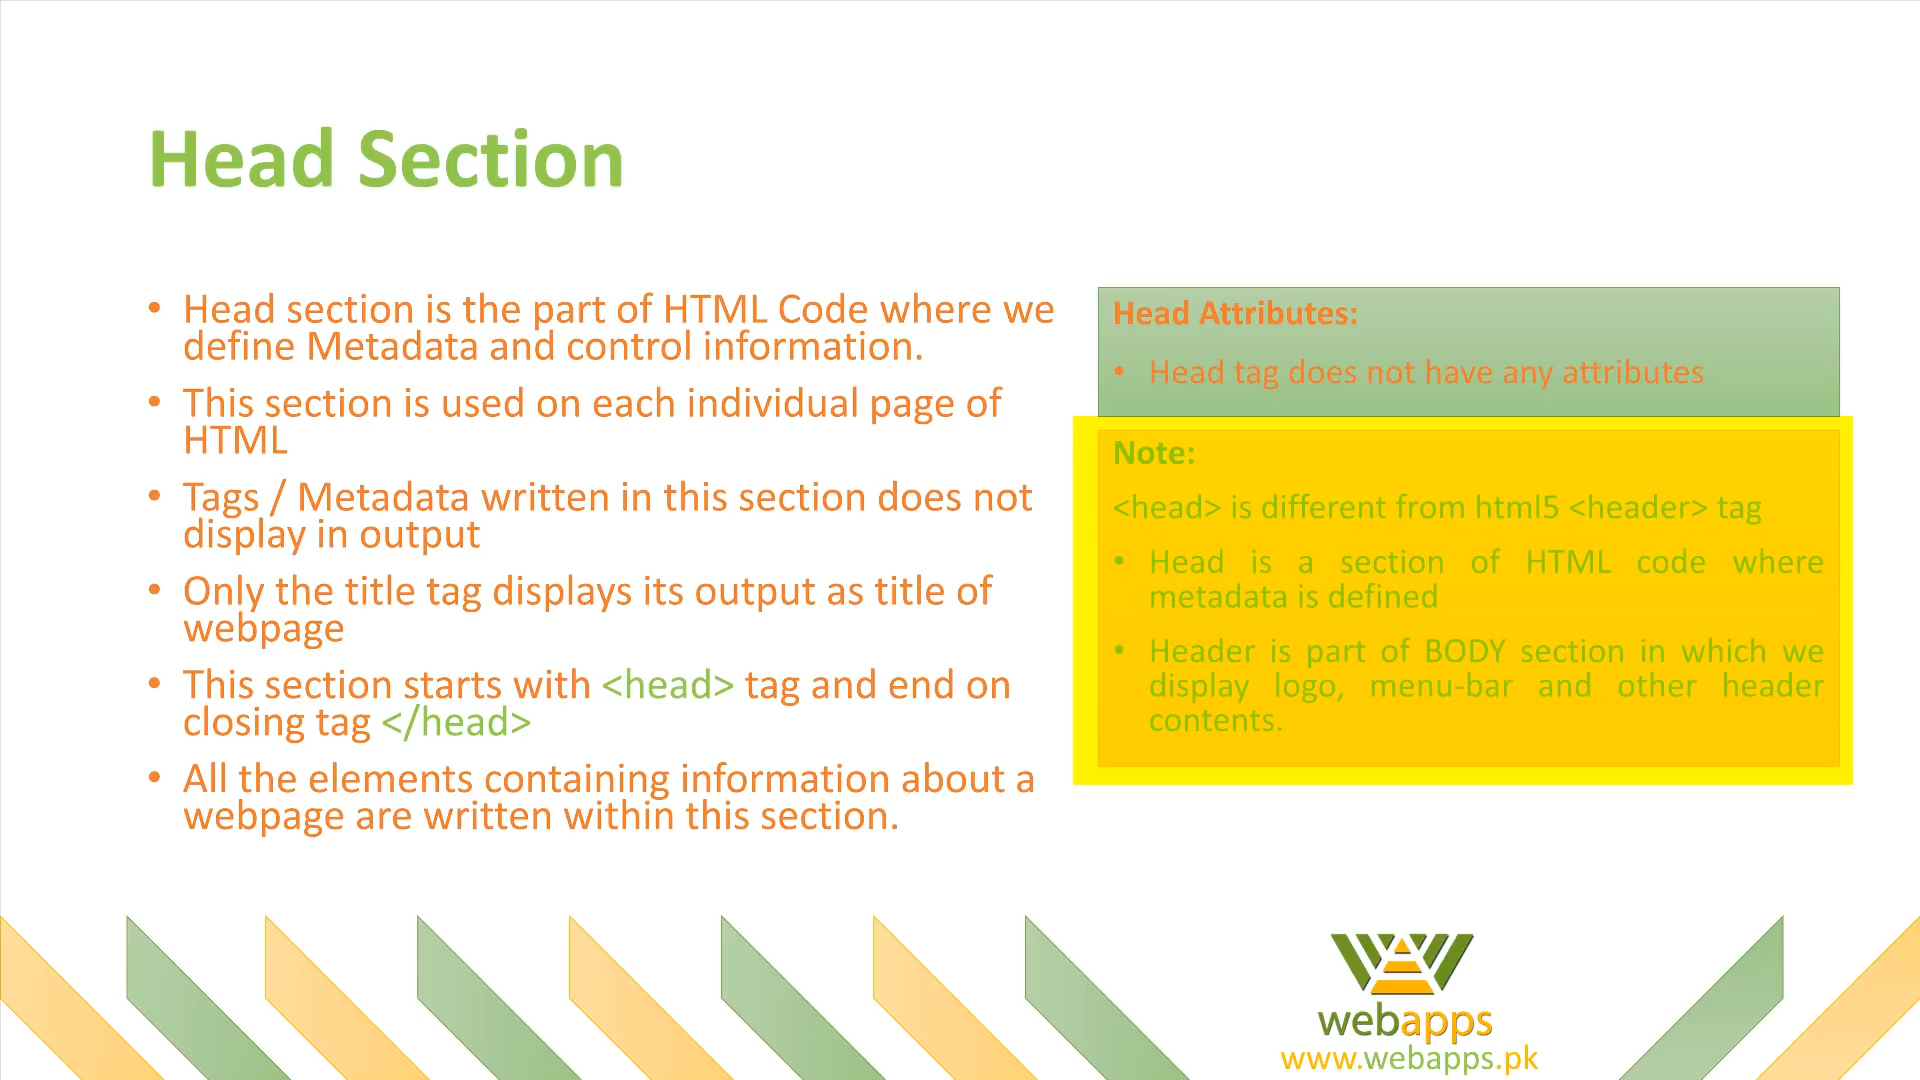 Head Section
• Head section is the part of HTML Code where we
define Metadata and control information.
• This section is used on each individual page of
HTML
• Tags / Metadata written in this section does not
display in output
• Only the title tag displays its output as title of
webpage
• This section starts with <head> tag and end on
closing tag </head>
• All the elements containing information about a
webpage are written within this section.
Head Attributes:
• Head tag does not have any attributes
Note:
<head> is different from html5 <header> tag
• Head is a section of HTML code where
metadata is defined
• Header is part of BODY section in which we
display logo, menu-bar and other header
contents.
webapps
www.webapps.pk